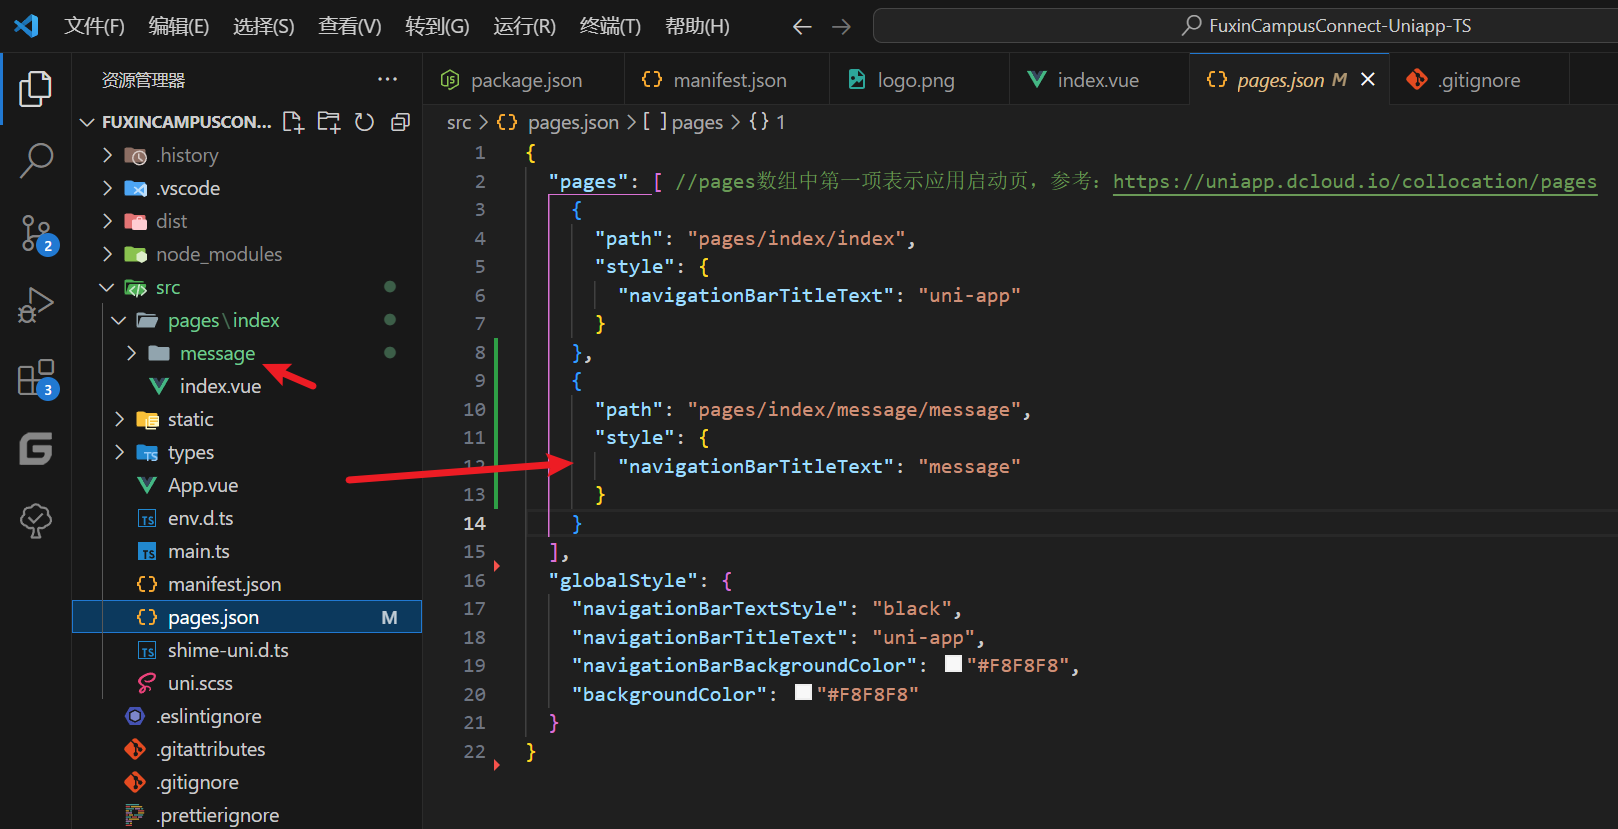 文件(F) 编辑(E) 选择(S) 查看(V) 转到(G) 运行(R) 终端(T) 帮助(H) FuxinCampusConnect-Uniapp-TS
资源管理器
package.json manifest.json logo.png index.vue pages.json M .gitignore
FUXINCAMPUSCON...
src > {} pages.json > [ ] pages > {} 1
.history
.vscode
dist
node_modules
src
pages\index
message
index.vue
static
types
App.vue
env.d.ts
main.ts
manifest.json
pages.json M
shime-uni.d.ts
uni.scss
.eslintignore
.gitattributes
.gitignore
.prettierignore
2
3
1 {
2 "pages": [ //pages数组中第一项表示应用启动页，参考：https://uniapp.dcloud.io/collocation/pages
3 {
4 "path": "pages/index/index",
5 "style": {
6 "navigationBarTitleText": "uni-app"
7 }
8 },
9 {
10 "path": "pages/index/message/message",
11 "style": {
12 "navigationBarTitleText": "message"
13 }
14 }
15 ],
16 "globalStyle": {
17 "navigationBarTextStyle": "black",
18 "navigationBarTitleText": "uni-app",
19 "navigationBarBackgroundColor": "#F8F8F8",
20 "backgroundColor": "#F8F8F8"
21 }
22 }